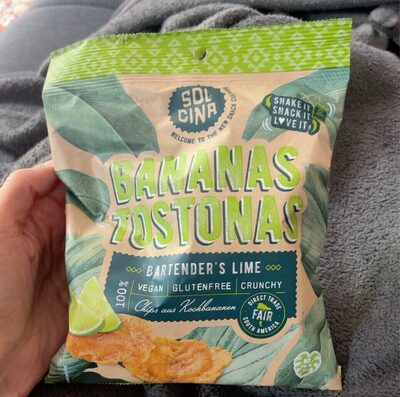 SOL
CINA
WELCOME TO THE NEW SNACK
SHAKE IT
SNACK IT
LOVE IT
BANANAS
TOSTONAS
BARTENDER'S LIME
100%
VEGAN GLUTENFREE CRUNCHY
Chips aus Kochbananen
DIRECT TRADE
FAIR
SOUTH AMERICA